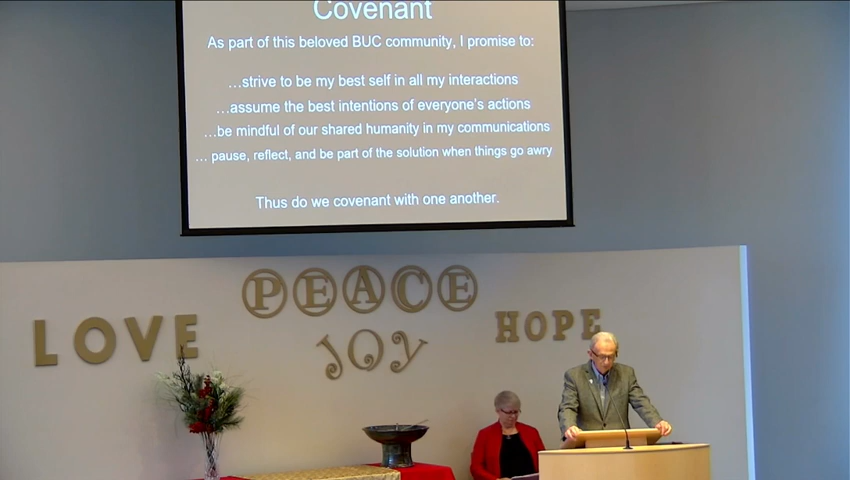 Covenant
As part of this beloved BUC community, I promise to:
…strive to be my best self in all my interactions
…assume the best intentions of everyone's actions
…be mindful of our shared humanity in my communications
… pause, reflect, and be part of the solution when things go awry
Thus do we covenant with one another.
PEACE
LOVE
JOY
HOPE